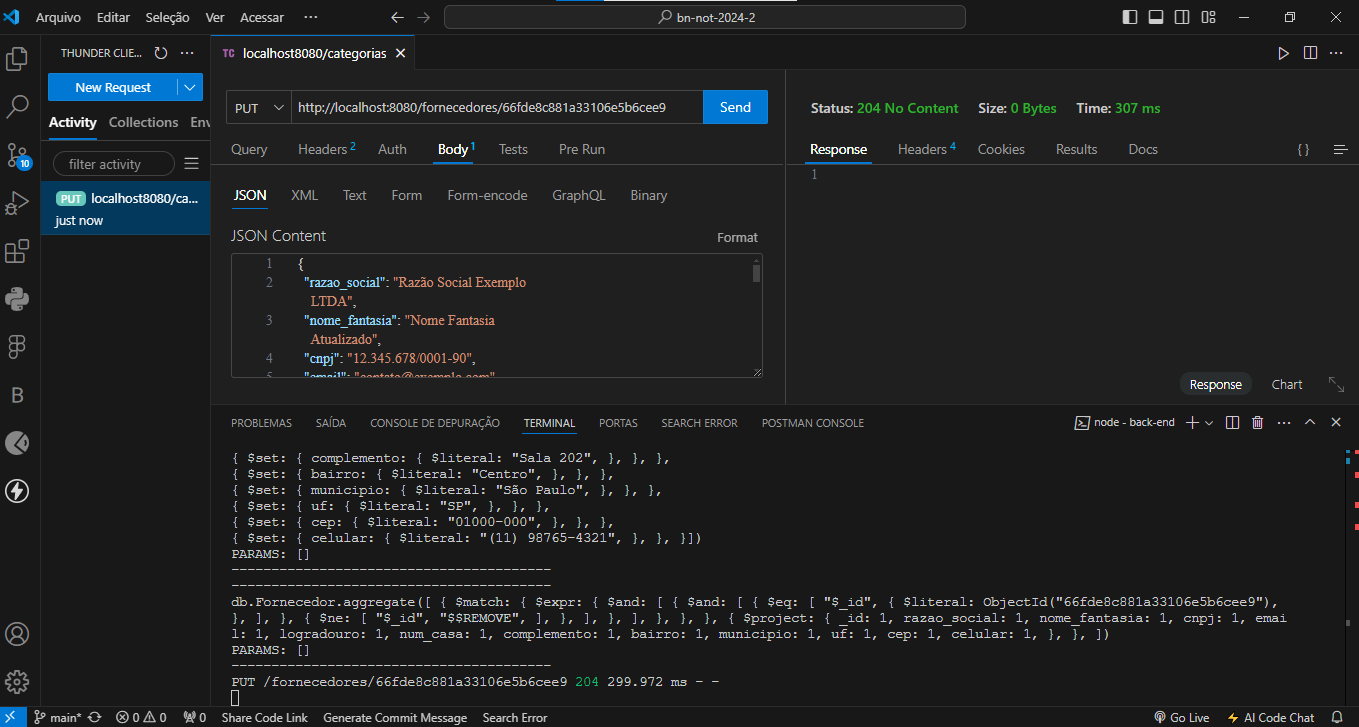 Arquivo Editar Seleção Ver Acessar ··· bn-not-2024-2
THUNDER CLIE... ··· TC localhost8080/categorias
New Request
Activity Collections Env
filter activity
PUT localhost8080/ca...
just now
PUT http://localhost:8080/fornecedores/66fde8c881a33106e5b6cee9 Send
Query Headers 2 Auth Body 1 Tests Pre Run
JSON XML Text Form Form-encode GraphQL Binary
JSON Content Format
1 {
2 "razao_social": "Razão Social Exemplo
LTDA",
3 "nome_fantasia": "Nome Fantasia
Atualizado",
4 "cnpj": "12.345.678/0001-90",
5 "email": "contato@exemplo.com"
Status: 204 No Content Size: 0 Bytes Time: 307 ms
Response Headers 4 Cookies Results Docs { }
1
Response Chart
PROBLEMAS SAÍDA CONSOLE DE DEPURAÇÃO TERMINAL PORTAS SEARCH ERROR POSTMAN CONSOLE node - back-end
{ $set: { complemento: { $literal: "Sala 202", }, }, },
{ $set: { bairro: { $literal: "Centro", }, }, },
{ $set: { municipio: { $literal: "São Paulo", }, }, },
{ $set: { uf: { $literal: "SP", }, }, },
{ $set: { cep: { $literal: "01000-000", }, }, },
{ $set: { celular: { $literal: "(11) 98765-4321", }, }, }])
PARAMS: []
----------------------------------------
----------------------------------------
db.Fornecedor.aggregate([ { $match: { $expr: { $and: [ { $and: [ { $eq: [ "$_id", { $literal: ObjectId("66fde8c881a33106e5b6cee9"),
}, ], }, { $ne: [ "$_id", "$$REMOVE", ], }, ], }, ], }, }, }, { $project: { _id: 1, razao_social: 1, nome_fantasia: 1, cnpj: 1, emai
l: 1, logradouro: 1, num_casa: 1, complemento: 1, bairro: 1, municipio: 1, uf: 1, cep: 1, celular: 1, }, }, ])
PARAMS: []
----------------------------------------
PUT /fornecedores/66fde8c881a33106e5b6cee9 204 299.972 ms - -
B
10
main* 0 0 0 Share Code Link Generate Commit Message Search Error Go Live AI Code Chat